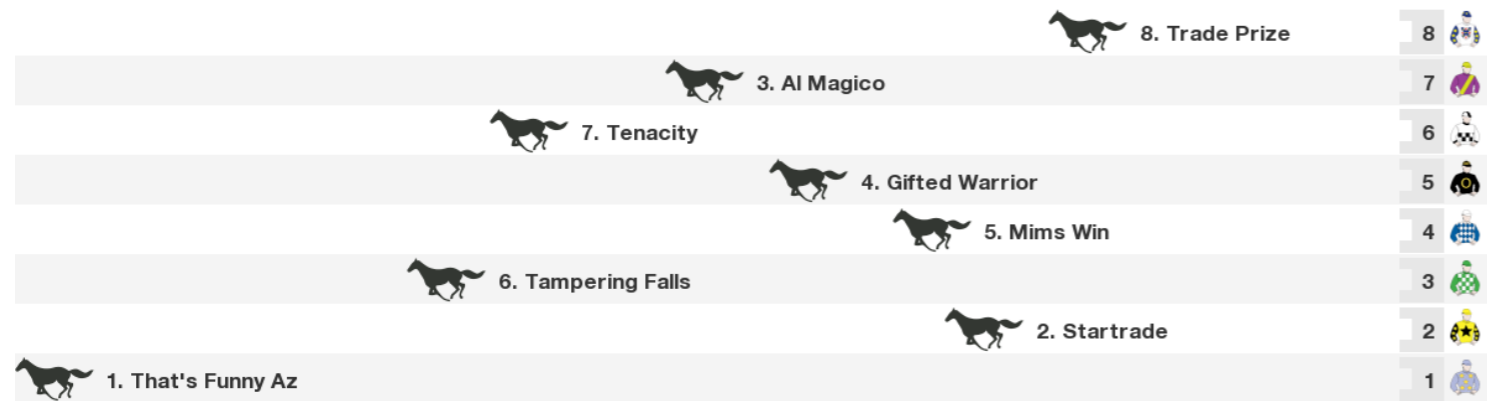 8. Trade Prize 8
3. Al Magico 7
7. Tenacity 6
4. Gifted Warrior 5
5. Mims Win 4
6. Tampering Falls 3
2. Startrade 2
1. That's Funny Az 1